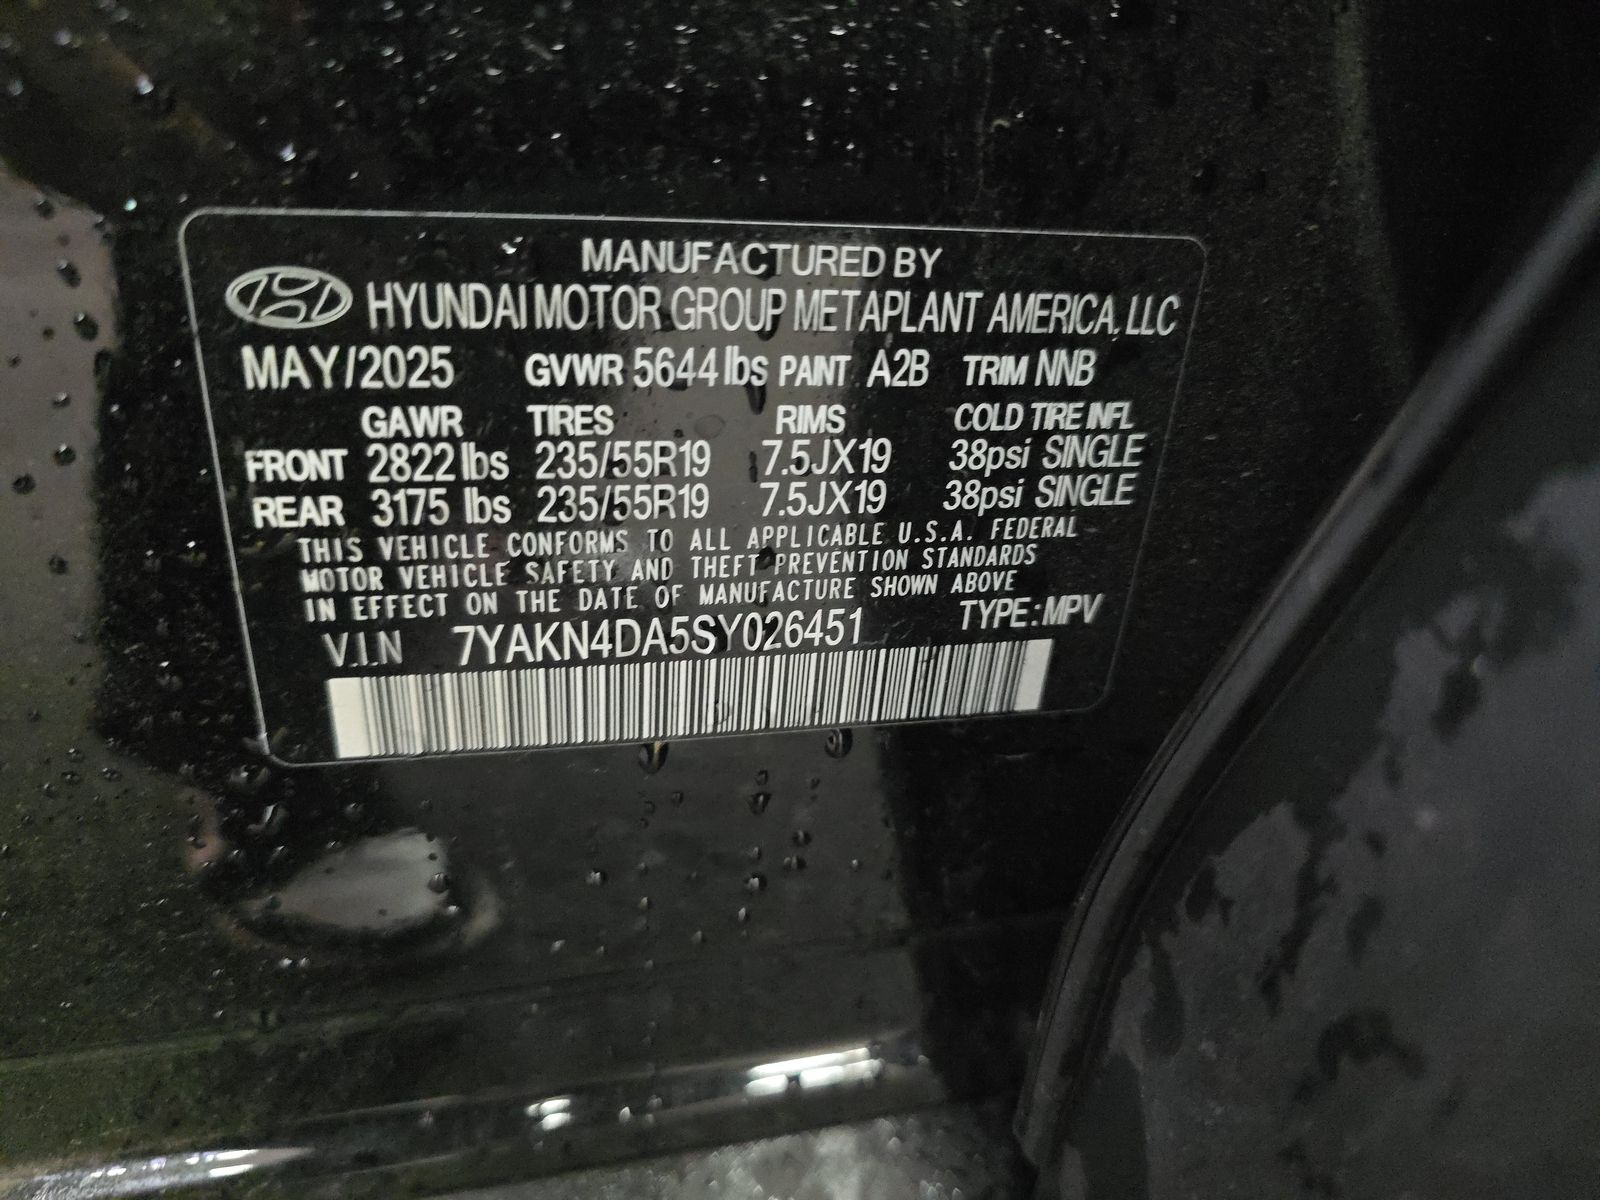 MANUFACTURED BY
HYUNDAI MOTOR GROUP METAPLANT AMERICA, LLC
MAY/2025 GVWR 5644 lbs PAINT A2B TRIM NNB
GAWR TIRES RIMS COLD TIRE INFL
FRONT 2822 lbs 235/55R19 7.5JX19 38psi SINGLE
REAR 3175 lbs 235/55R19 7.5JX19 38psi SINGLE
THIS VEHICLE CONFORMS TO ALL APPLICABLE U.S.A. FEDERAL
MOTOR VEHICLE SAFETY AND THEFT PREVENTION STANDARDS
IN EFFECT ON THE DATE OF MANUFACTURE SHOWN ABOVE
V.I.N 7YAKN4DA5SY026451 TYPE: MPV